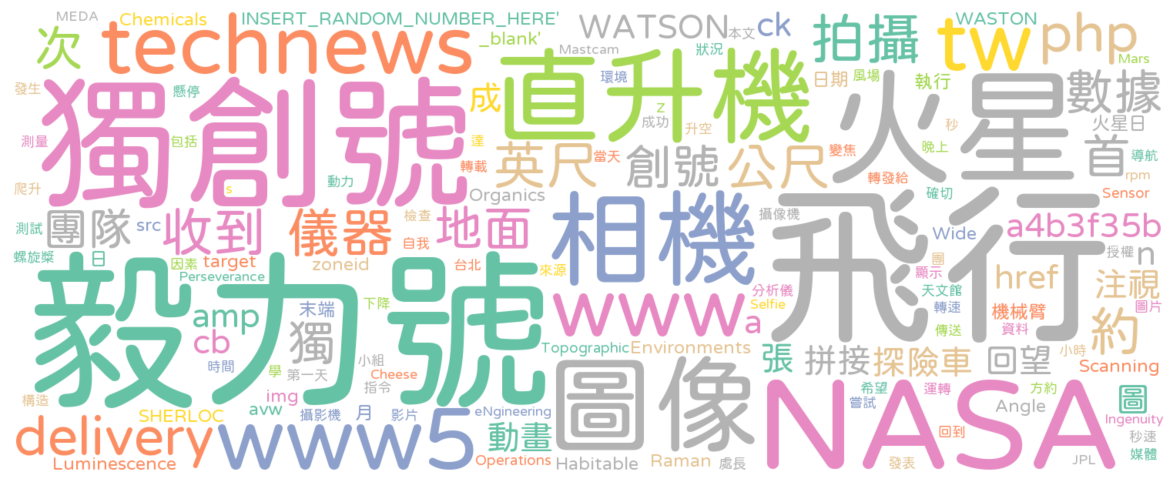 MEDA Chemicals INSERT_RANDOM_NUMBER_HERE' WATSON 本文 ck WASTON
次 technews _blank' Mastcam 狀況 拍攝 tw php Mars
發生 懸停 獨創號 成 直升機 環境 z 成功 升空 日期 風場 執行 火星 數據
測量 包括 達 火星日 秒 首
轉載 英尺 當天 創號 公尺 變焦 晚上 導航
爬升 s 動力 Organics 轉發給 確切 rpm Sensor
測試 團隊 src 收到 儀器 檢查 地面 相機 攝像機 飛行 Wide a4b3f35b
螺旋槳 日 因素 target zoneid 自我 台北 來源 團 顯示 授權 n
Perseverance 天文館 href 注視
毅力號 amp 末端 下降 www a 分析儀 Selfie 轉速 機械臂 圖片
cb 獨 小組 傳送 資料 約
時間 學 第一天 Cheese Topographic Environments 張 拼接 探險車 回望 小時 Scanning
構造 img 指令 圖像 希望 運轉 方約
SHERLOC avw 攝影機 月 影片 eNgineering NASA 嘗試 Angle 圖 Ingenuity
delivery www5 動畫 回到 秒速
Luminescence Operations Habitable Raman 處長 發表 JPL 媒體